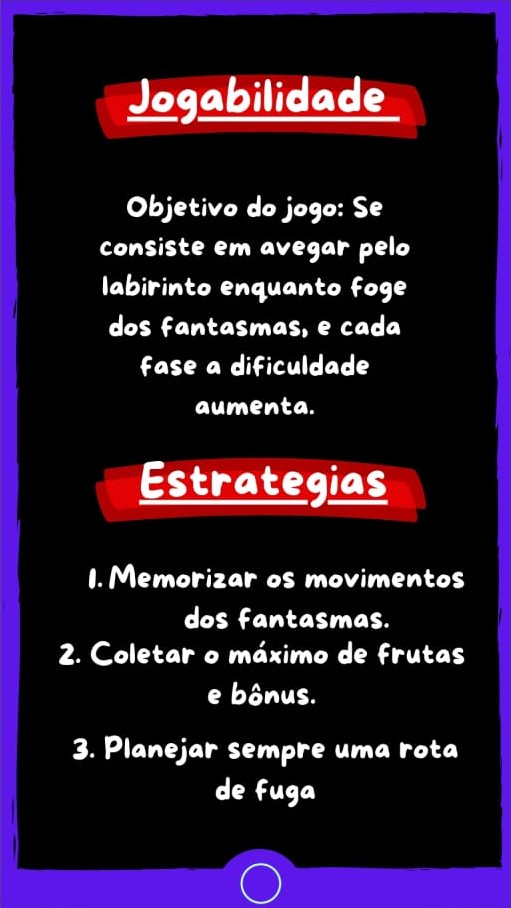 Jogabilidade
Objetivo do jogo: Se
consiste em avegar pelo
labirinto enquanto foge
dos fantasmas, e cada
fase a dificuldade
aumenta.
Estrategias
1. Memorizar os movimentos
dos fantasmas.
2. Coletar o máximo de frutas
e bônus.
3. Planejar sempre uma rota
de fuga